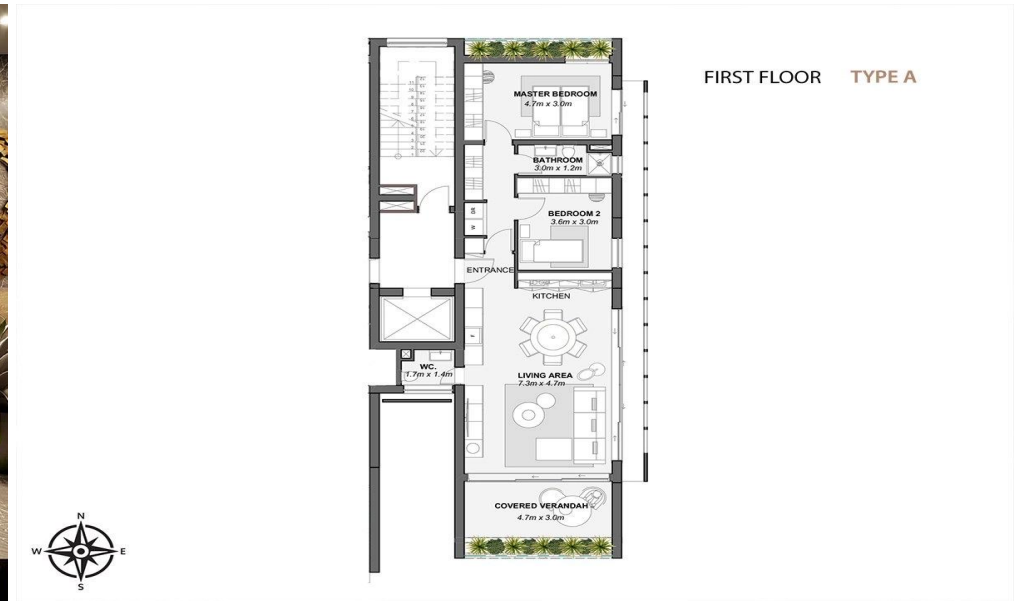 FIRST FLOOR TYPE A
MASTER BEDROOM
4.7m x 3.0m
BATHROOM
3.0m x 1.2m
BEDROOM 2
3.6m x 3.0m
DR
W
ENTRANCE
KITCHEN
F
WC.
1.7m x 1.4m
LIVING AREA
7.3m x 4.7m
COVERED VERANDAH
4.7m x 3.0m
N
W E
S